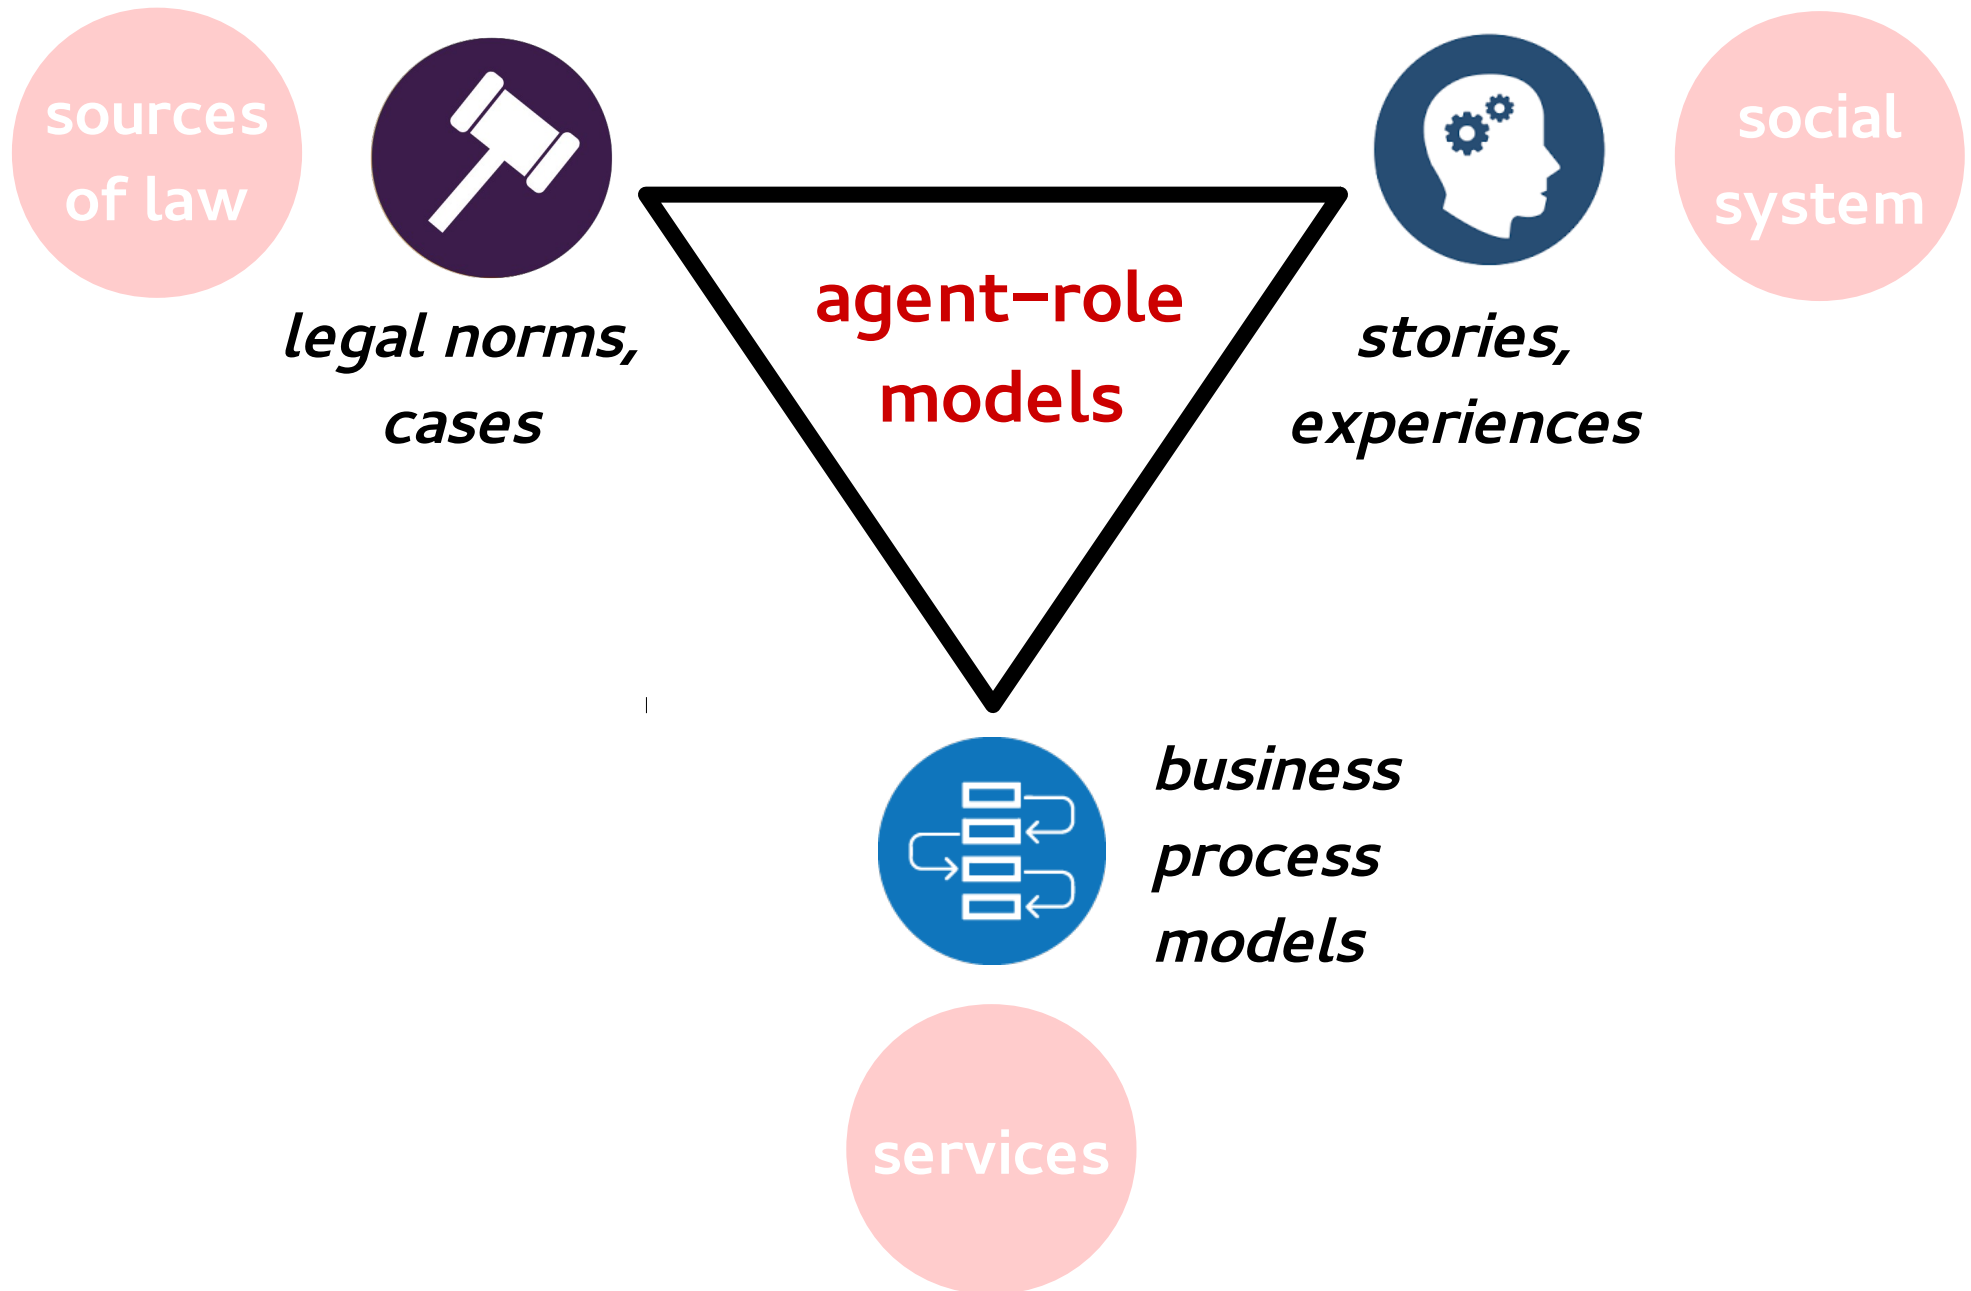 sources
of law
legal norms,
cases
agent-role
models
social
system
stories,
experiences
business
process
models
services